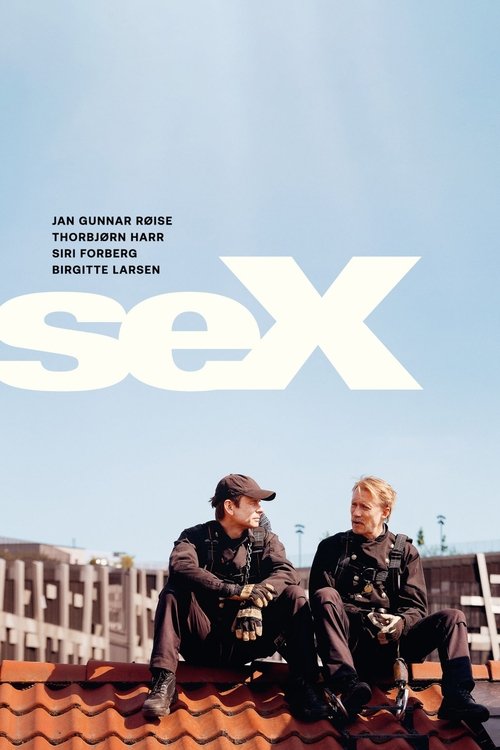 JAN GUNNAR RØISE
THORBJØRN HARR
SIRI FORBERG
BIRGITTE LARSEN
sex